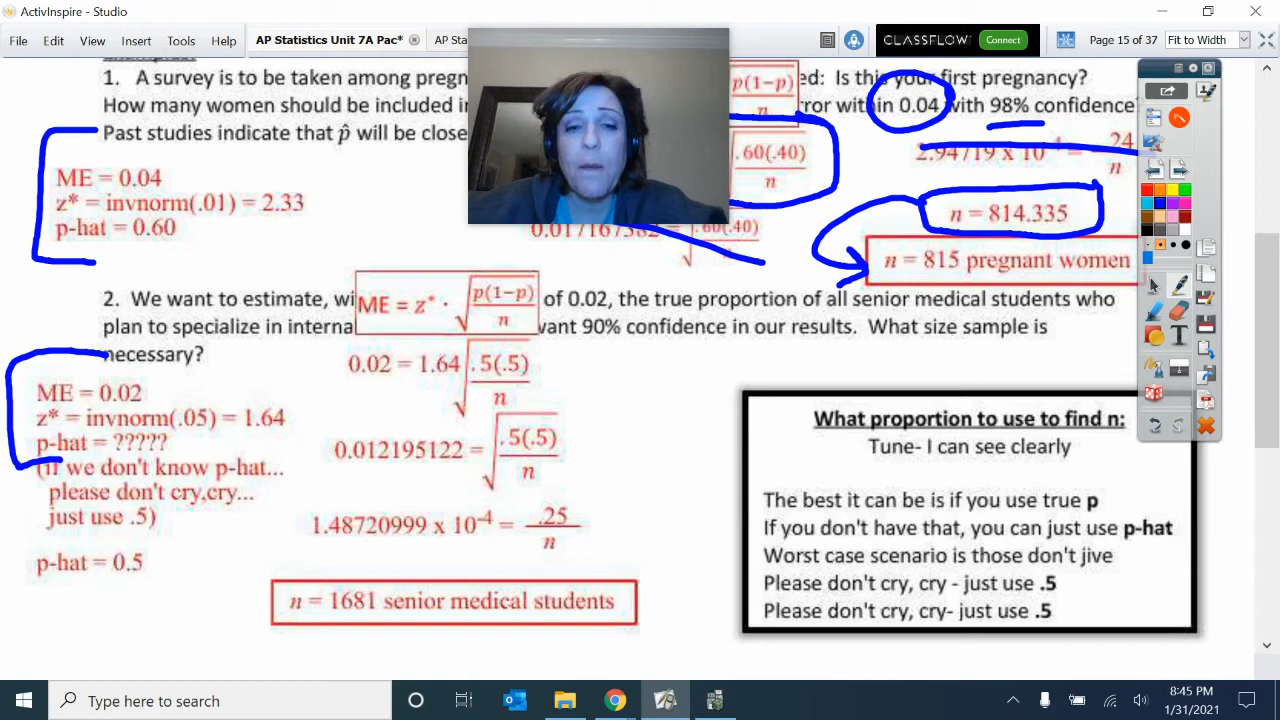 ActivInspire - Studio
File Edit View Insert Tools Help
AP Statistics Unit 7A Pac*
AP Sta
CLASSFLOW Connect
Page 15 of 37
Fit to Width
1. A survey is to be taken among pregn
ed: Is this your first pregnancy?
How many women should be included in
ror within 0.04 with 98% confidence
Past studies indicate that p̂ will be close
p(1−p)
n
ME = 0.04
z* = invnorm(.01) = 2.33
p-hat = 0.60
.60(.40)
n
2.94719 x 10⁻⁴ = .24
n
n = 814.335
0.017167382 = √.60(.40)
n = 815 pregnant women
2. We want to estimate, wi
of 0.02, the true proportion of all senior medical students who
plan to specialize in interna
want 90% confidence in our results. What size sample is
necessary?
ME = z* · √p(1−p)
n
0.02 = 1.64√.5(.5)
n
0.012195122 = √.5(.5)
n
1.48720999 x 10⁻⁴ = .25
n
n = 1681 senior medical students
ME = 0.02
z* = invnorm(.05) = 1.64
p-hat = ?????
(if we don't know p-hat...
please don't cry,cry...
just use .5)
p-hat = 0.5
What proportion to use to find n:
Tune- I can see clearly
The best it can be is if you use true p
If you don't have that, you can just use p-hat
Worst case scenario is those don't jive
Please don't cry, cry - just use .5
Please don't cry, cry- just use .5
Type here to search
8:45 PM
1/31/2021